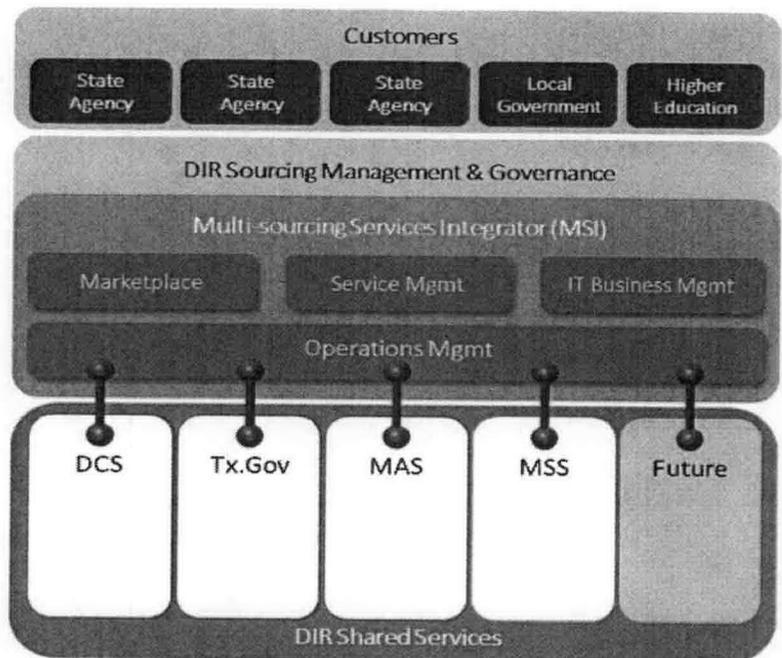 Customers
State
Agency
State
Agency
State
Agency
Local
Government
Higher
Education
DIR Sourcing Management & Governance
Multi-sourcing Services Integrator (MSI)
Marketplace
Service Mgmt
IT Business Mgmt
Operations Mgmt
DCS
Tx.Gov
MAS
MSS
Future
DIR Shared Services